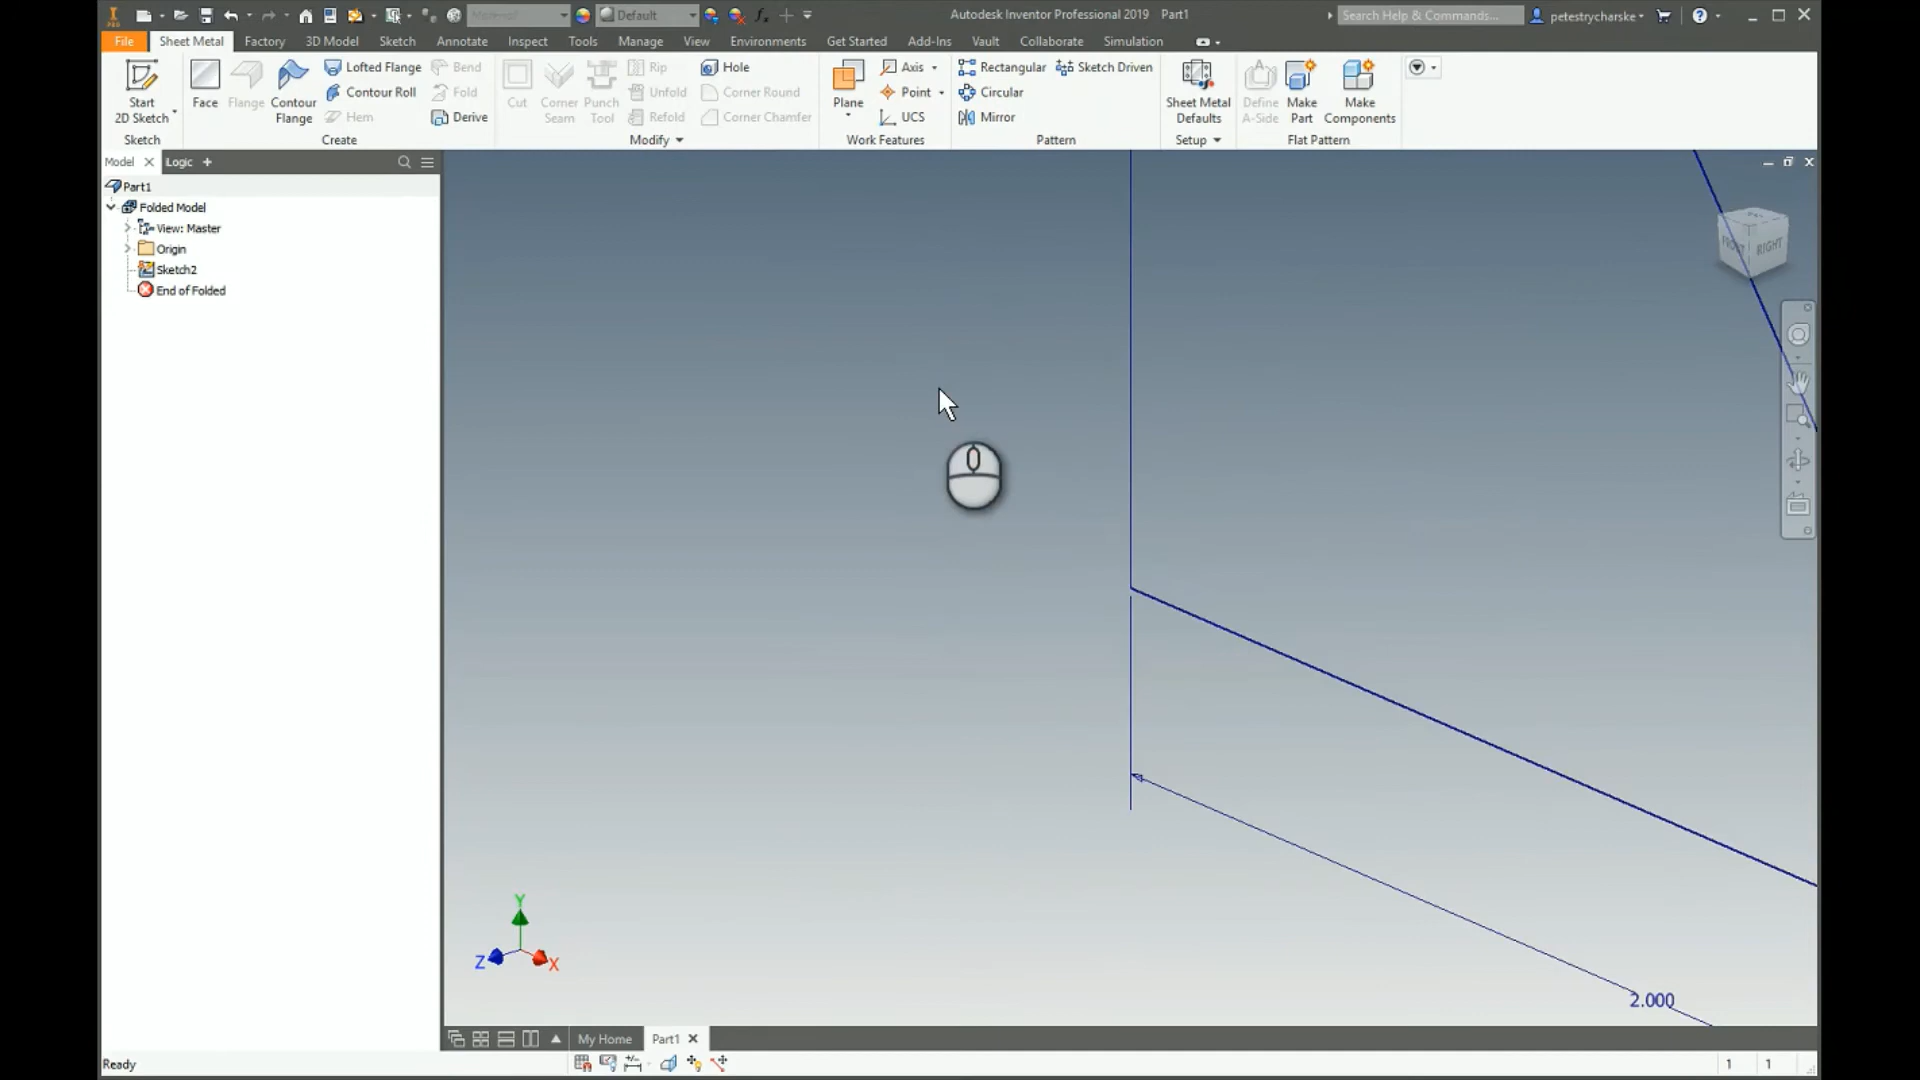 Material
Default
Autodesk Inventor Professional 2019 Part1
Search Help & Commands...
petestrycharske
File
Sheet Metal
Factory
3D Model
Sketch
Annotate
Inspect
Tools
Manage
View
Environments
Get Started
Add-Ins
Vault
Collaborate
Simulation
Start
2D Sketch
Face
Flange
Contour
Flange
Lofted Flange
Contour Roll
Hem
Bend
Fold
Derive
Cut
Corner
Seam
Punch
Tool
Rip
Unfold
Refold
Hole
Corner Round
Corner Chamfer
Plane
Axis
Point
UCS
Rectangular
Circular
Mirror
Sketch Driven
Sheet Metal
Defaults
Define
A-Side
Make
Part
Make
Components
Sketch
Create
Modify
Work Features
Pattern
Setup
Flat Pattern
Model
Logic
Part1
Folded Model
View: Master
Origin
Sketch2
End of Folded
FRONT
RIGHT
Y
Z
X
2.000
My Home
Part1
Ready
1
1